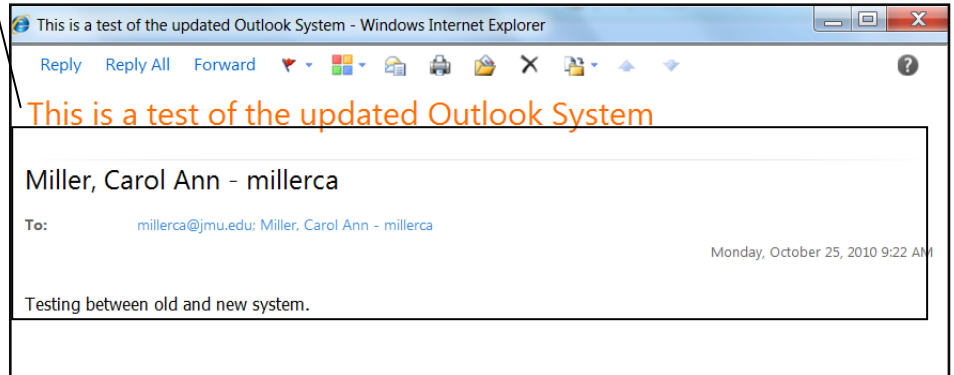 This is a test of the updated Outlook System - Windows Internet Explorer
Reply Reply All Forward
This is a test of the updated Outlook System
Miller, Carol Ann - millerca
To: millerca@jmu.edu; Miller, Carol Ann - millerca
Monday, October 25, 2010 9:22 AM
Testing between old and new system.